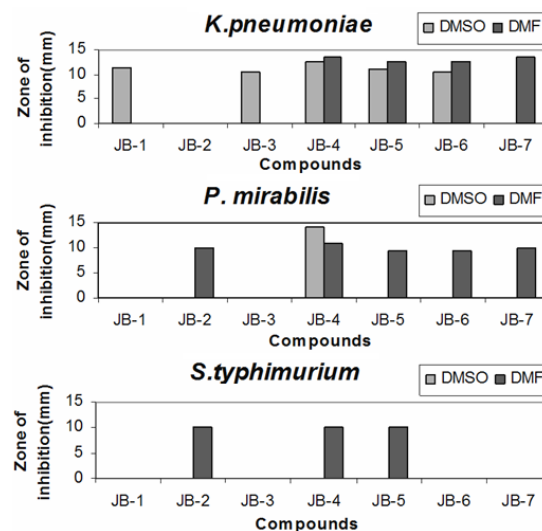 K.pneumoniae
DMSO DMF
Zone of
inhibition(mm)
15
10
5
0
JB-1 JB-2 JB-3 JB-4 JB-5 JB-6 JB-7
Compounds
P. mirabilis
DMSO DMF
Zone of
inhibition(mm)
15
10
5
0
JB-1 JB-2 JB-3 JB-4 JB-5 JB-6 JB-7
Compounds
S.typhimurium
DMSO DMF
Zone of
inhibition(mm)
15
10
5
0
JB-1 JB-2 JB-3 JB-4 JB-5 JB-6 JB-7
Compounds